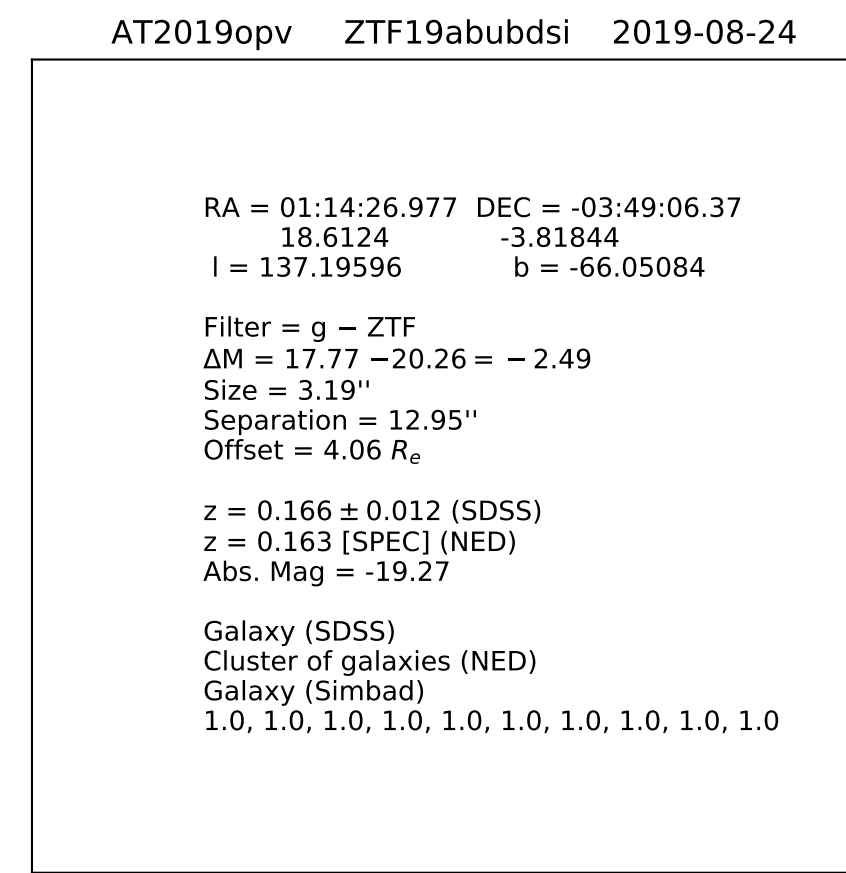 AT2019opv ZTF19abubdsi 2019-08-24
RA = 01:14:26.977 DEC = -03:49:06.37
18.6124 -3.81844
l = 137.19596 b = -66.05084
Filter = g − ZTF
ΔM = 17.77 −20.26 = − 2.49
Size = 3.19''
Separation = 12.95''
Offset = 4.06 Rₑ
z = 0.166 ± 0.012 (SDSS)
z = 0.163 [SPEC] (NED)
Abs. Mag = -19.27
Galaxy (SDSS)
Cluster of galaxies (NED)
Galaxy (Simbad)
1.0, 1.0, 1.0, 1.0, 1.0, 1.0, 1.0, 1.0, 1.0, 1.0